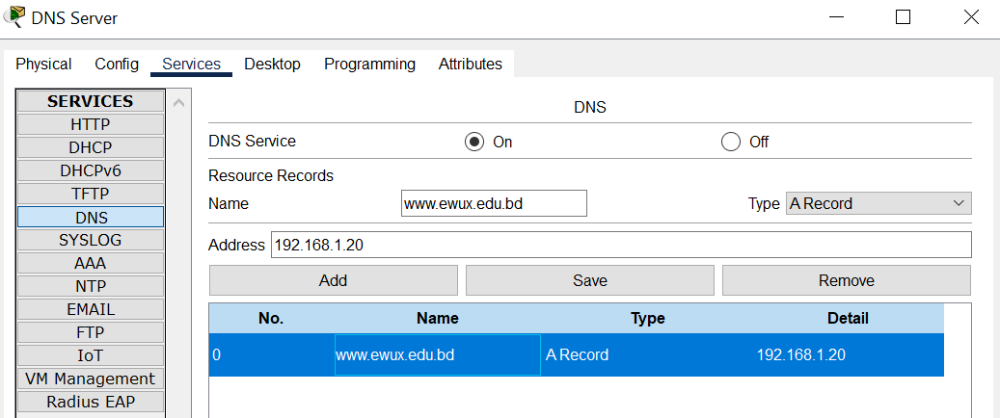 DNS Server
Physical Config Services Desktop Programming Attributes
SERVICES
HTTP
DHCP
DHCPv6
TFTP
DNS
SYSLOG
AAA
NTP
EMAIL
FTP
IoT
VM Management
Radius EAP
DNS
DNS Service On Off
Resource Records
Name www.ewux.edu.bd Type A Record
Address 192.168.1.20
Add Save Remove
No. Name Type Detail
0 www.ewux.edu.bd A Record 192.168.1.20